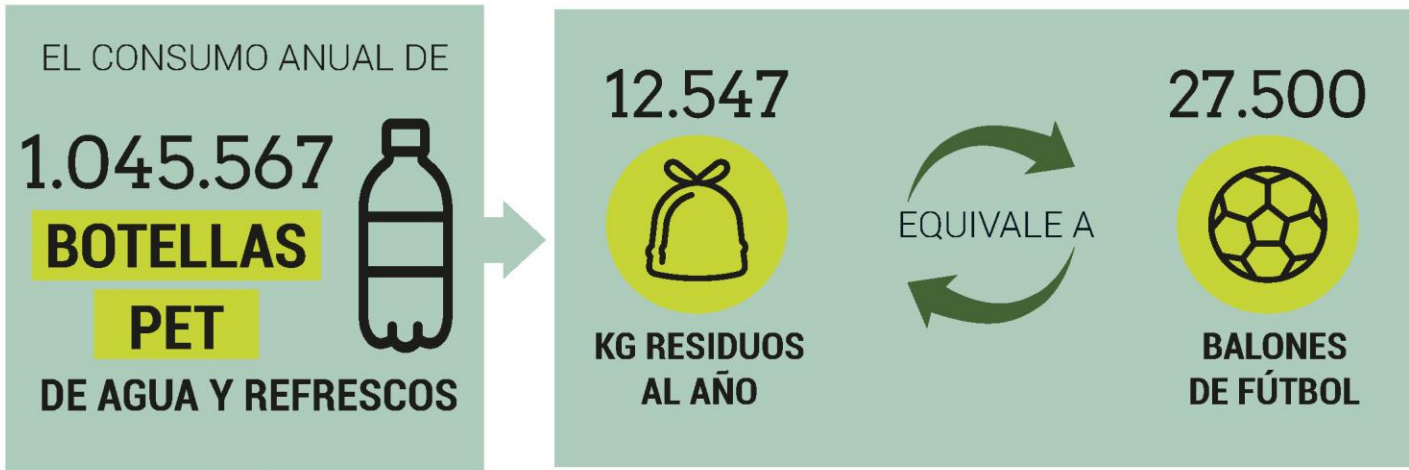 EL CONSUMO ANUAL DE
1.045.567
BOTELLAS
PET
DE AGUA Y REFRESCOS
12.547
KG RESIDUOS
AL AÑO
EQUIVALE A
27.500
BALONES
DE FÚTBOL